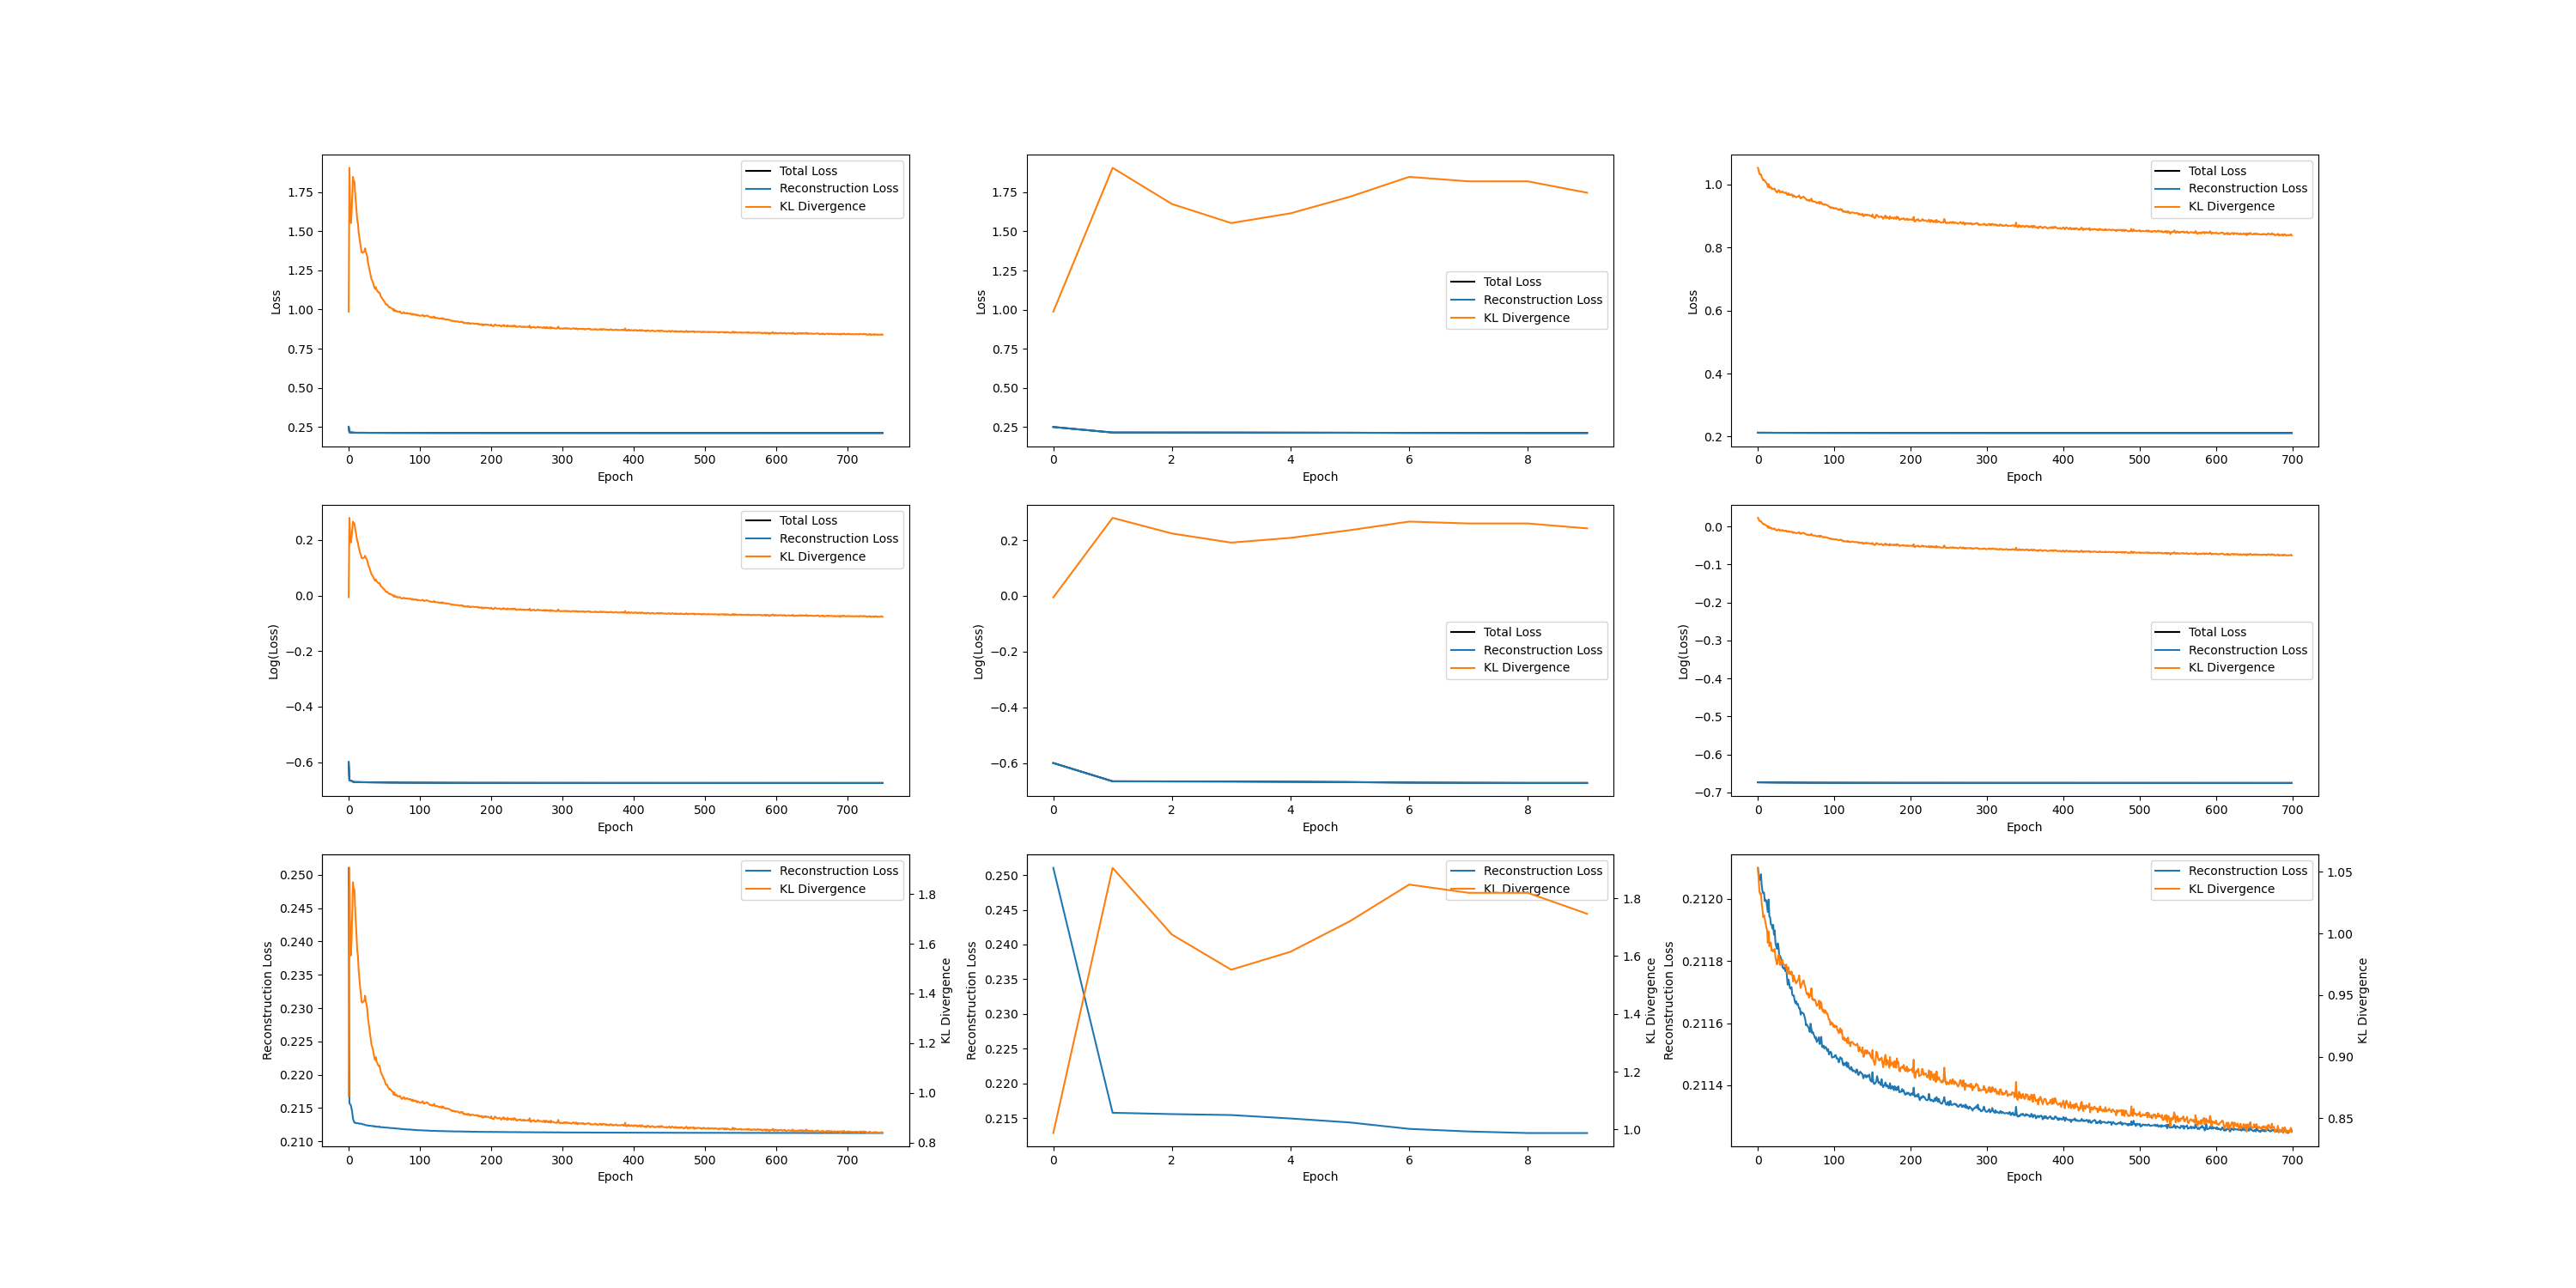 Loss
1.75
1.50
1.25
1.00
0.75
0.50
0.25
Total Loss
Reconstruction Loss
KL Divergence
0 100 200 300 400 500 600 700
Epoch
Loss
1.75
1.50
1.25
1.00
0.75
0.50
0.25
Total Loss
Reconstruction Loss
KL Divergence
0 2 4 6 8
Epoch
Loss
1.0
0.8
0.6
0.4
0.2
Total Loss
Reconstruction Loss
KL Divergence
0 100 200 300 400 500 600 700
Epoch
Log(Loss)
0.2
0.0
−0.2
−0.4
−0.6
Total Loss
Reconstruction Loss
KL Divergence
0 100 200 300 400 500 600 700
Epoch
Log(Loss)
0.2
0.0
−0.2
−0.4
−0.6
Total Loss
Reconstruction Loss
KL Divergence
0 2 4 6 8
Epoch
Log(Loss)
0.0
−0.1
−0.2
−0.3
−0.4
−0.5
−0.6
−0.7
Total Loss
Reconstruction Loss
KL Divergence
0 100 200 300 400 500 600 700
Epoch
Reconstruction Loss
0.250
0.245
0.240
0.235
0.230
0.225
0.220
0.215
0.210
Reconstruction Loss
KL Divergence
1.8
1.6
1.4
1.2
1.0
0.8
KL Divergence
0 100 200 300 400 500 600 700
Epoch
Reconstruction Loss
0.250
0.245
0.240
0.235
0.230
0.225
0.220
0.215
Reconstruction Loss
KL Divergence
1.8
1.6
1.4
1.2
1.0
KL Divergence
0 2 4 6 8
Epoch
Reconstruction Loss
0.2120
0.2118
0.2116
0.2114
Reconstruction Loss
KL Divergence
1.05
1.00
0.95
0.90
0.85
KL Divergence
0 100 200 300 400 500 600 700
Epoch